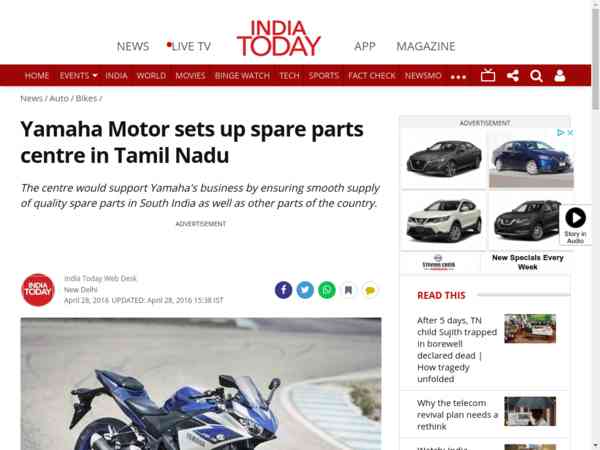 INDIA
TODAY
NEWS
LIVE TV
APP
MAGAZINE
HOME EVENTS INDIA WORLD MOVIES BINGE WATCH TECH SPORTS FACT CHECK NEWSMO
News / Auto / Bikes /
Yamaha Motor sets up spare parts
centre in Tamil Nadu
The centre would support Yamaha's business by ensuring smooth supply
of quality spare parts in South India as well as other parts of the country.
ADVERTISEMENT
INDIA
TODAY
India Today Web Desk
New Delhi
April 28, 2016 UPDATED: April 28, 2016 15:38 IST
YAMAHA
ADVERTISEMENT
New Specials Every
Week
Story in
Audio
READ THIS
After 5 days, TN
child Sujith trapped
in borewell
declared dead |
How tragedy
unfolded
Why the telecom
revival plan needs a
rethink